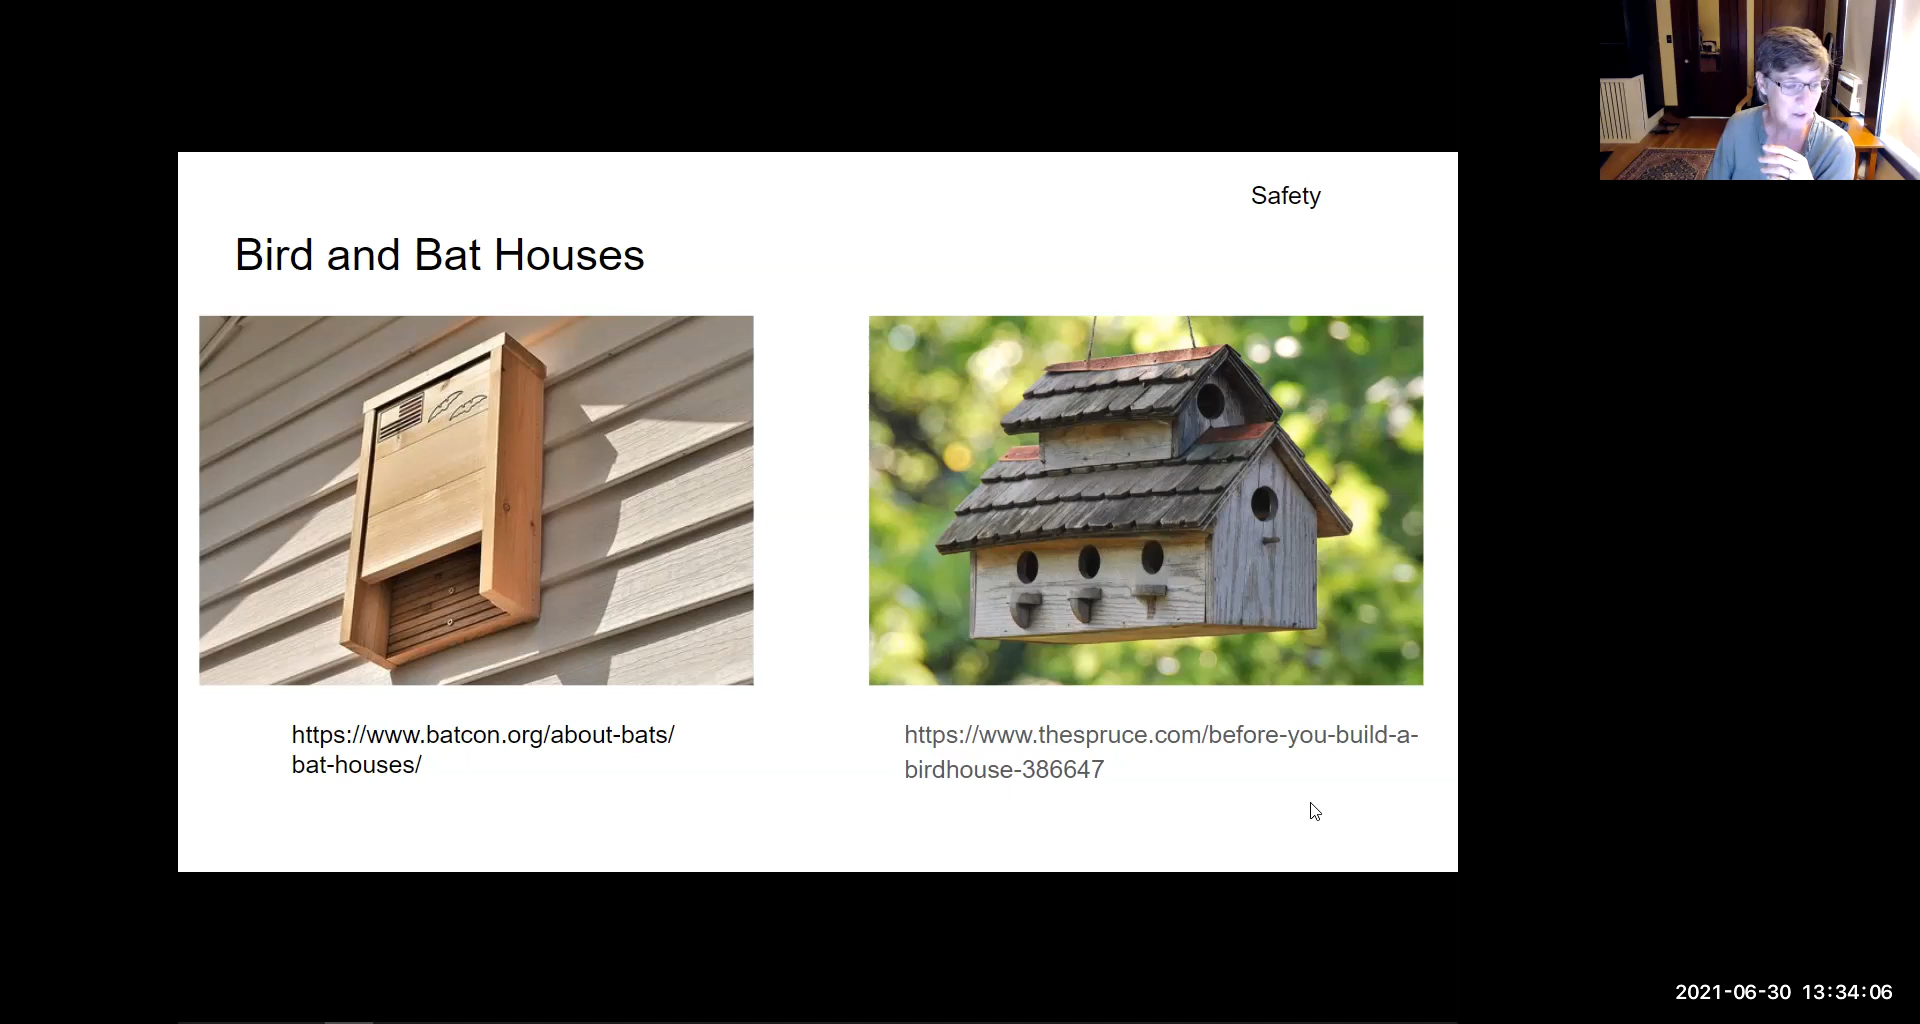 Safety
Bird and Bat Houses
https://www.batcon.org/about-bats/
bat-houses/
https://www.thespruce.com/before-you-build-a-
birdhouse-386647
2021-06-30 13:34:06